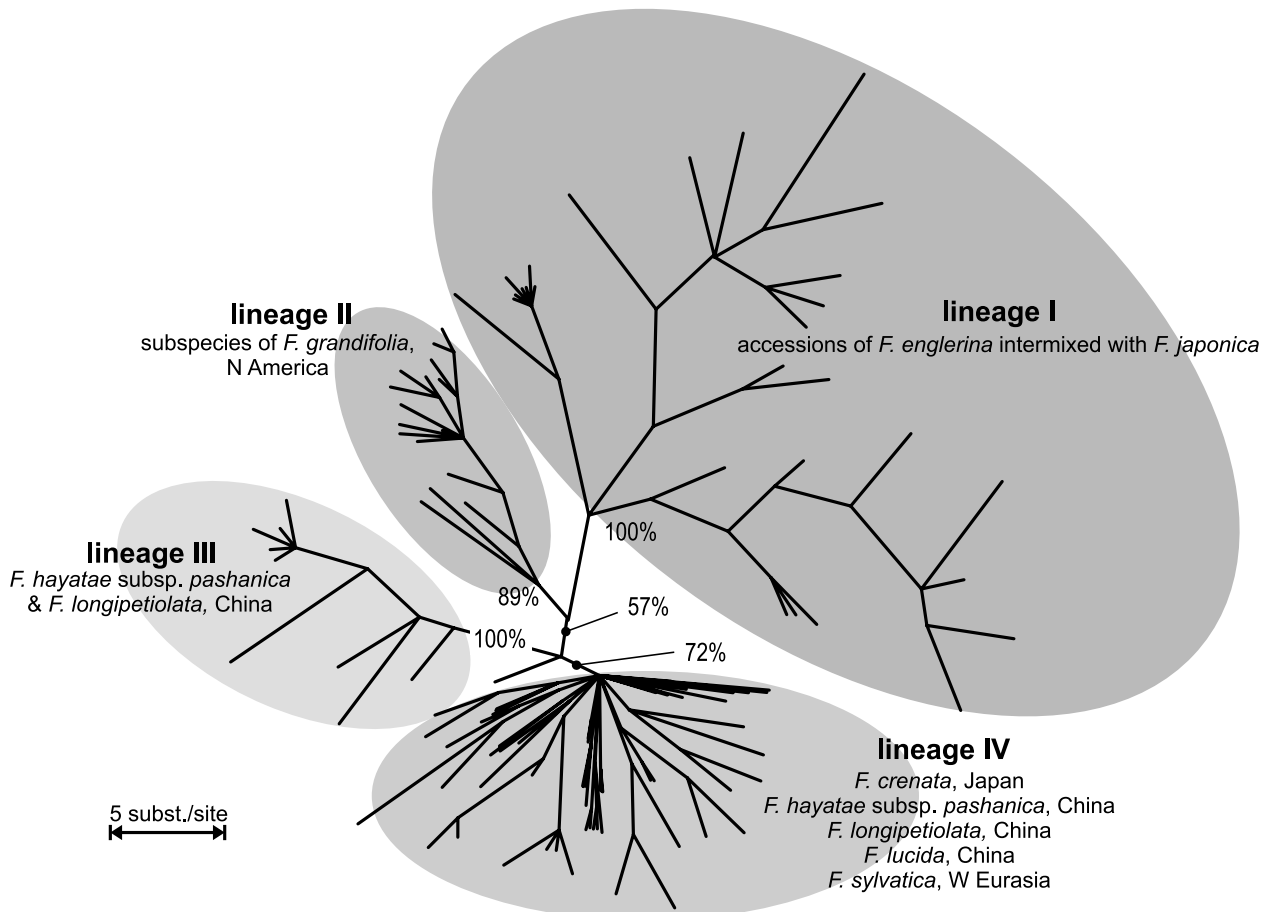 lineage I
accessions of F. englerina intermixed with F. japonica
lineage II
subspecies of F. grandifolia,
N America
lineage III
F. hayatae subsp. pashanica
& F. longipetiolata, China
100%
89%
57%
100%
72%
lineage IV
F. crenata, Japan
F. hayatae subsp. pashanica, China
F. longipetiolata, China
F. lucida, China
F. sylvatica, W Eurasia
5 subst./site